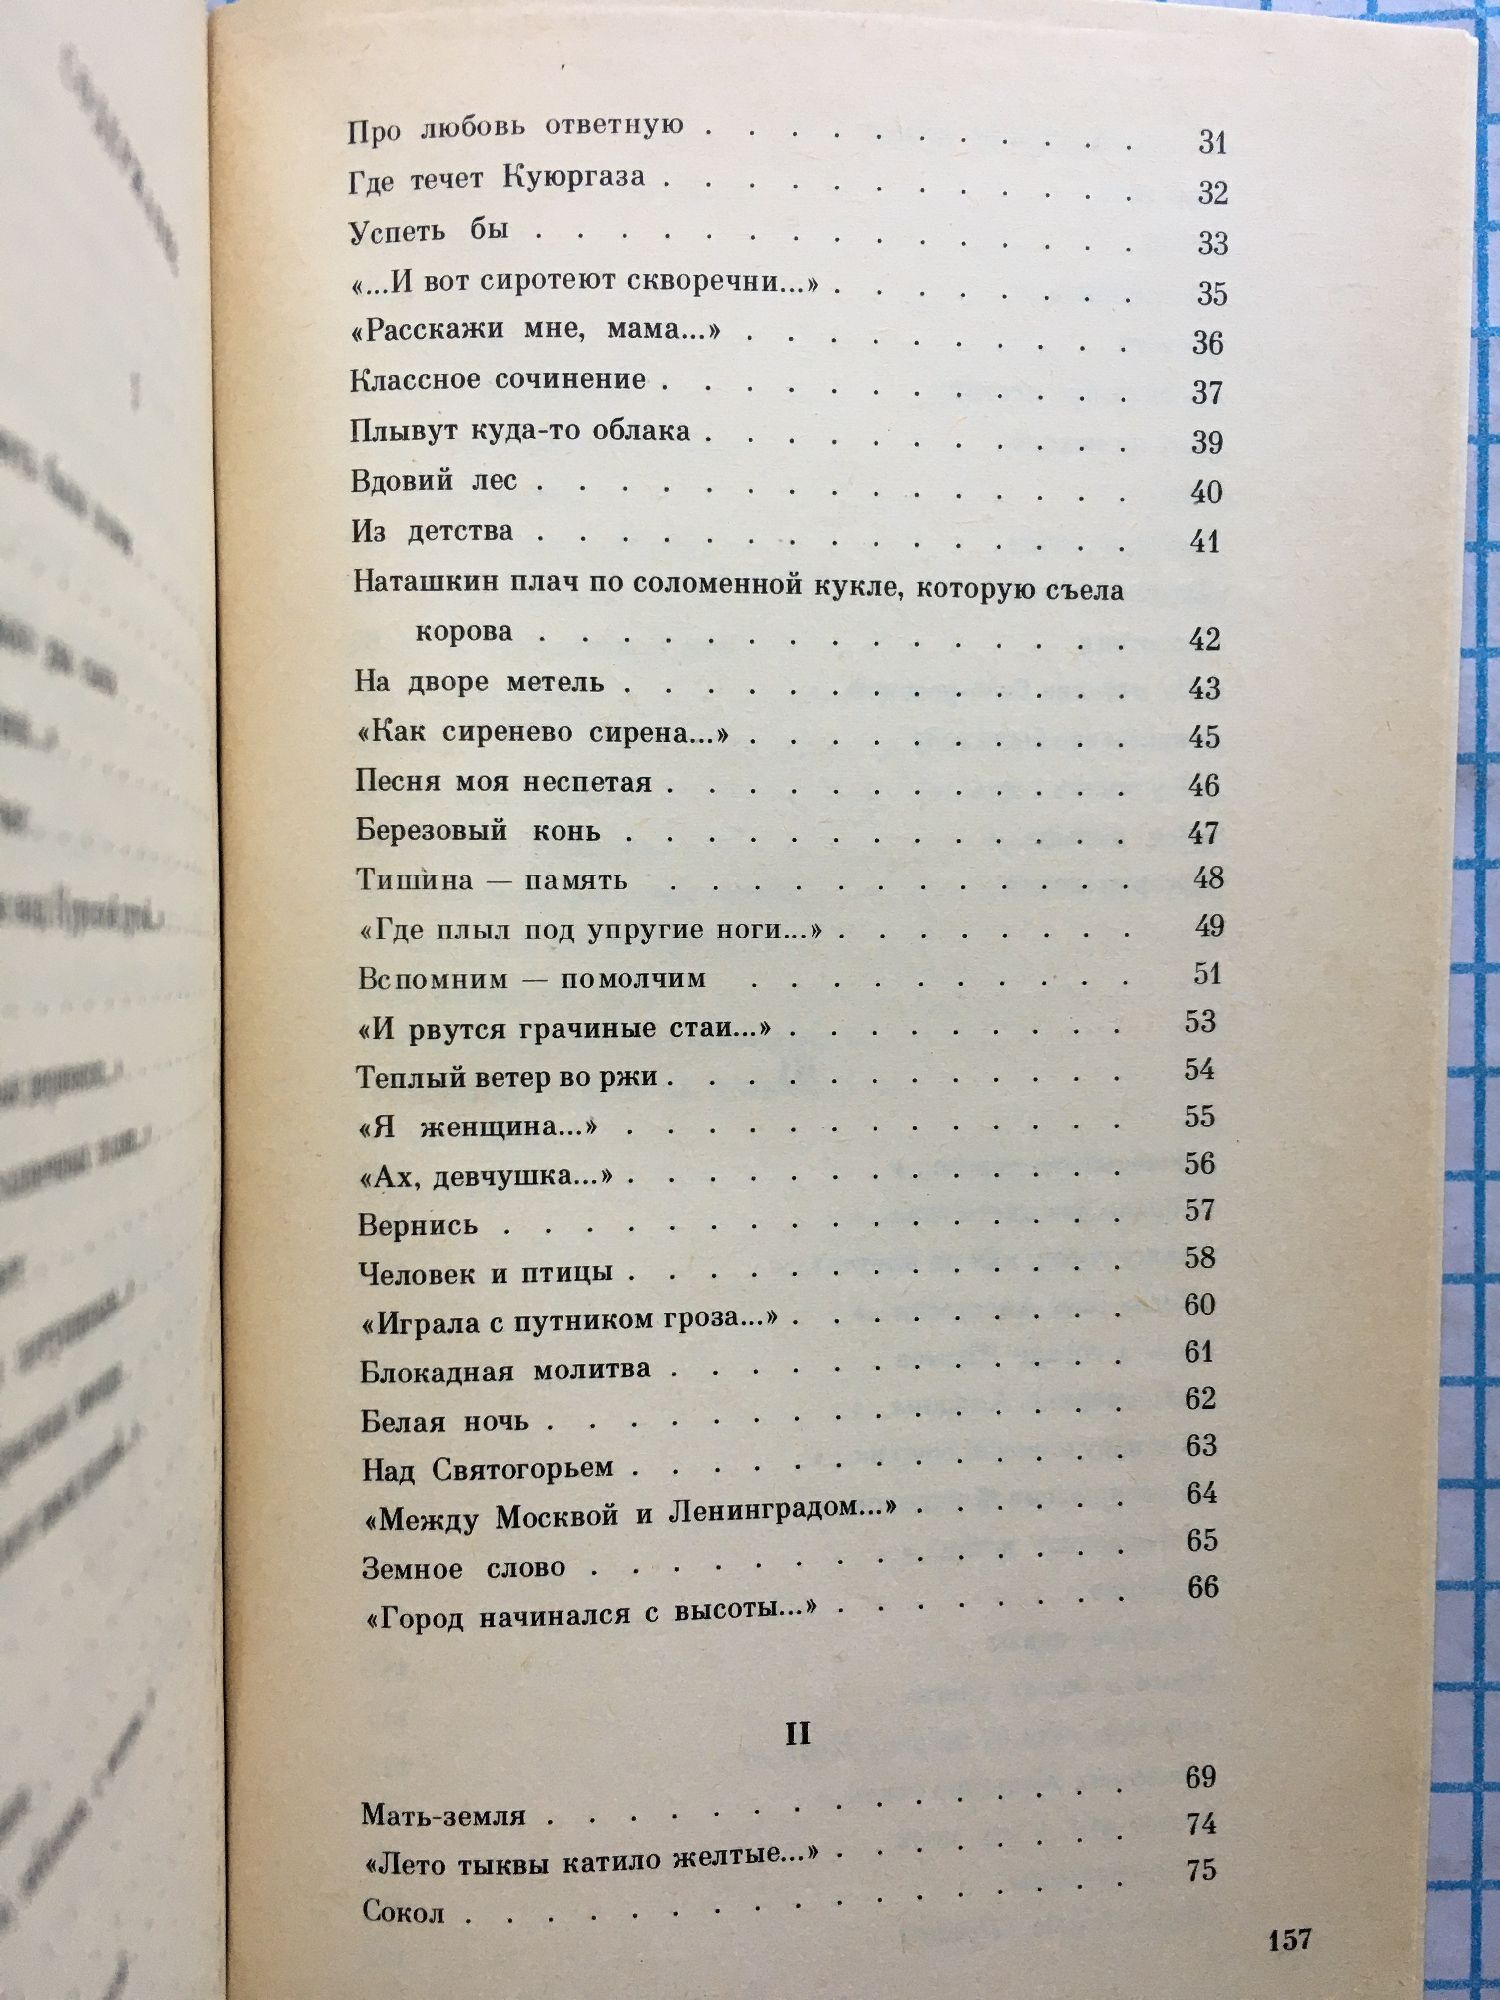 Про любовь ответную . . . . . . . . . . . 31
Где течет Куюргаза . . . . . . . . . . . . 32
Успеть бы . . . . . . . . . . . . . . . 33
«...И вот сиротеют скворечни...» . . . . . . . . 35
«Расскажи мне, мама...» . . . . . . . . . . 36
Классное сочинение . . . . . . . . . . . . 37
Плывут куда-то облака . . . . . . . . . . . 39
Вдовий лес . . . . . . . . . . . . . . . 40
Из детства . . . . . . . . . . . . . . . 41
Наташкин плач по соломенной кукле, которую съела
корова . . . . . . . . . . . . . . . 42
На дворе метель . . . . . . . . . . . . . 43
«Как сиренево сирена...» . . . . . . . . . . 45
Песня моя неспетая . . . . . . . . . . . . 46
Березовый конь . . . . . . . . . . . . . 47
Тишина — память . . . . . . . . . . . . 48
«Где плыл под упругие ноги...» . . . . . . . . 49
Вспомним — помолчим . . . . . . . . . . 51
«И рвутся грачиные стаи...» . . . . . . . . . 53
Теплый ветер во ржи . . . . . . . . . . . . 54
«Я женщина...» . . . . . . . . . . . . . 55
«Ах, девчушка...» . . . . . . . . . . . . . 56
Вернись . . . . . . . . . . . . . . . . 57
Человек и птицы . . . . . . . . . . . . . 58
«Играла с путником гроза...» . . . . . . . . . 60
Блокадная молитва . . . . . . . . . . . . 61
Белая ночь . . . . . . . . . . . . . . . 62
Над Святогорьем . . . . . . . . . . . . . 63
«Между Москвой и Ленинградом...» . . . . . . 64
Земное слово . . . . . . . . . . . . . . 65
«Город начинался с высоты...» . . . . . . . . 66
II
Мать-земля . . . . . . . . . . . . . . . 69
«Лето тыквы катило желтые...» . . . . . . . . 74
Сокол . . . . . . . . . . . . . . . . . 75
157